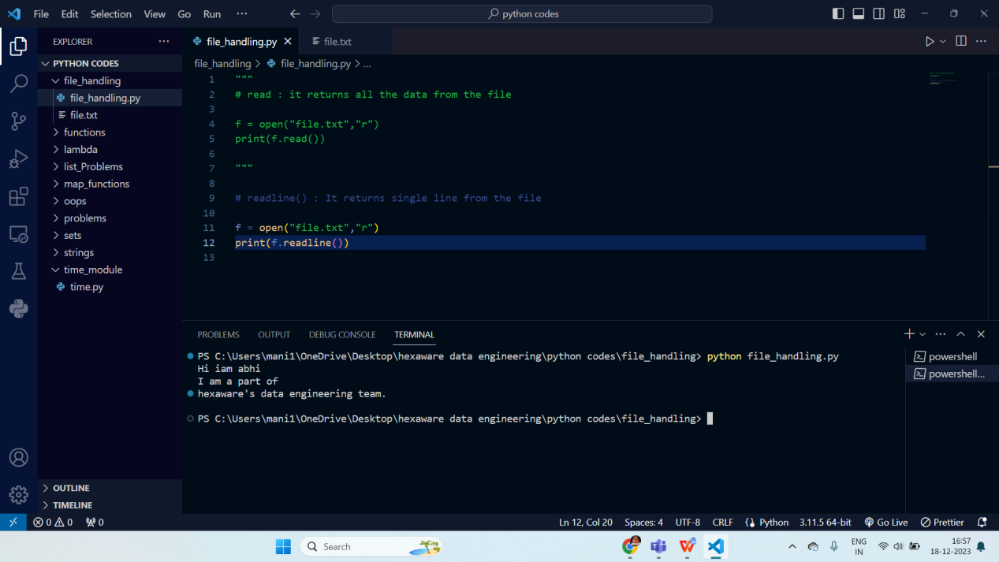 File Edit Selection View Go Run ··· python codes
EXPLORER ···
PYTHON CODES
file_handling
file_handling.py
file.txt
functions
lambda
list_Problems
map_functions
oops
problems
sets
strings
time_module
time.py
OUTLINE
TIMELINE
file_handling.py file.txt
file_handling > file_handling.py > ...
1 """
2 # read : it returns all the data from the file
3
4 f = open("file.txt","r")
5 print(f.read())
6
7 """
8
9 # readline() : It returns single line from the file
10
11 f = open("file.txt","r")
12 print(f.readline())
13
PROBLEMS OUTPUT DEBUG CONSOLE TERMINAL
PS C:\Users\mani1\OneDrive\Desktop\hexaware data engineering\python codes\file_handling> python file_handling.py
Hi iam abhi
I am a part of
hexaware's data engineering team.
PS C:\Users\mani1\OneDrive\Desktop\hexaware data engineering\python codes\file_handling>
powershell
powershell...
0 0 0 Ln 12, Col 20 Spaces: 4 UTF-8 CRLF Python 3.11.5 64-bit Go Live Prettier
Search
ENG
IN
16:57
18-12-2023